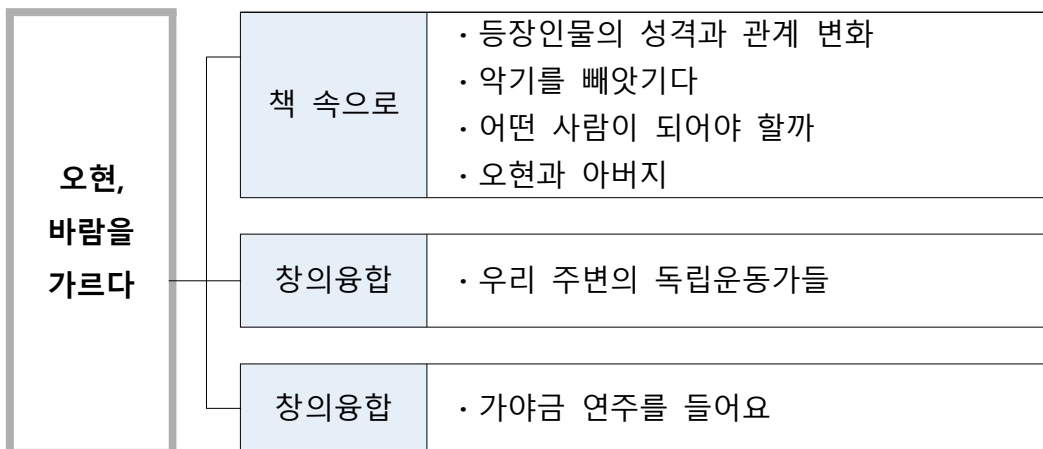 오현,
바람을
가르다
책 속으로
· 등장인물의 성격과 관계 변화
· 악기를 빼앗기다
· 어떤 사람이 되어야 할까
· 오현과 아버지
창의융합
· 우리 주변의 독립운동가들
창의융합
· 가야금 연주를 들어요